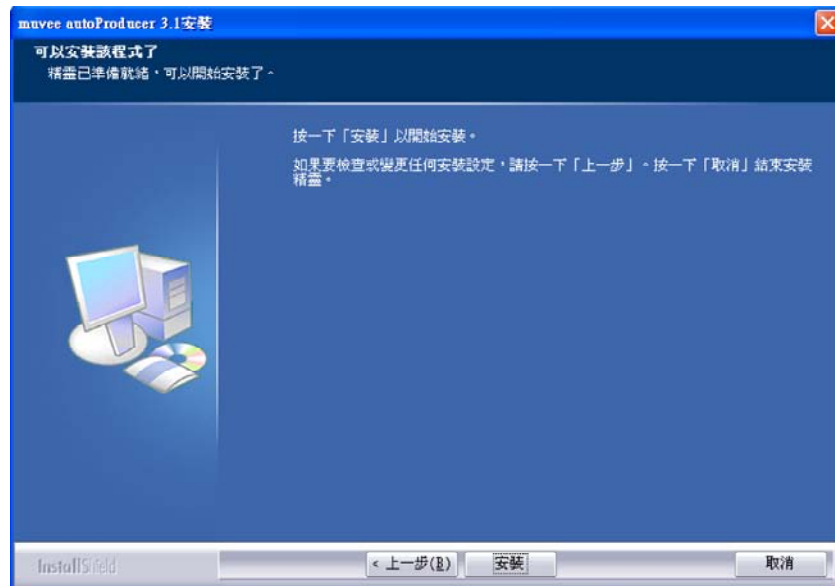 muvee autoProducer 3.1安裝
可以安裝該程式了
精靈已準備就緒,可以開始安裝了。
按一下「安裝」以開始安裝。
如果要檢查或變更任何安裝設定,請按一下「上一步」。按一下「取消」結束安裝
精靈。
InstallShield
< 上一步(B)
安裝
取消